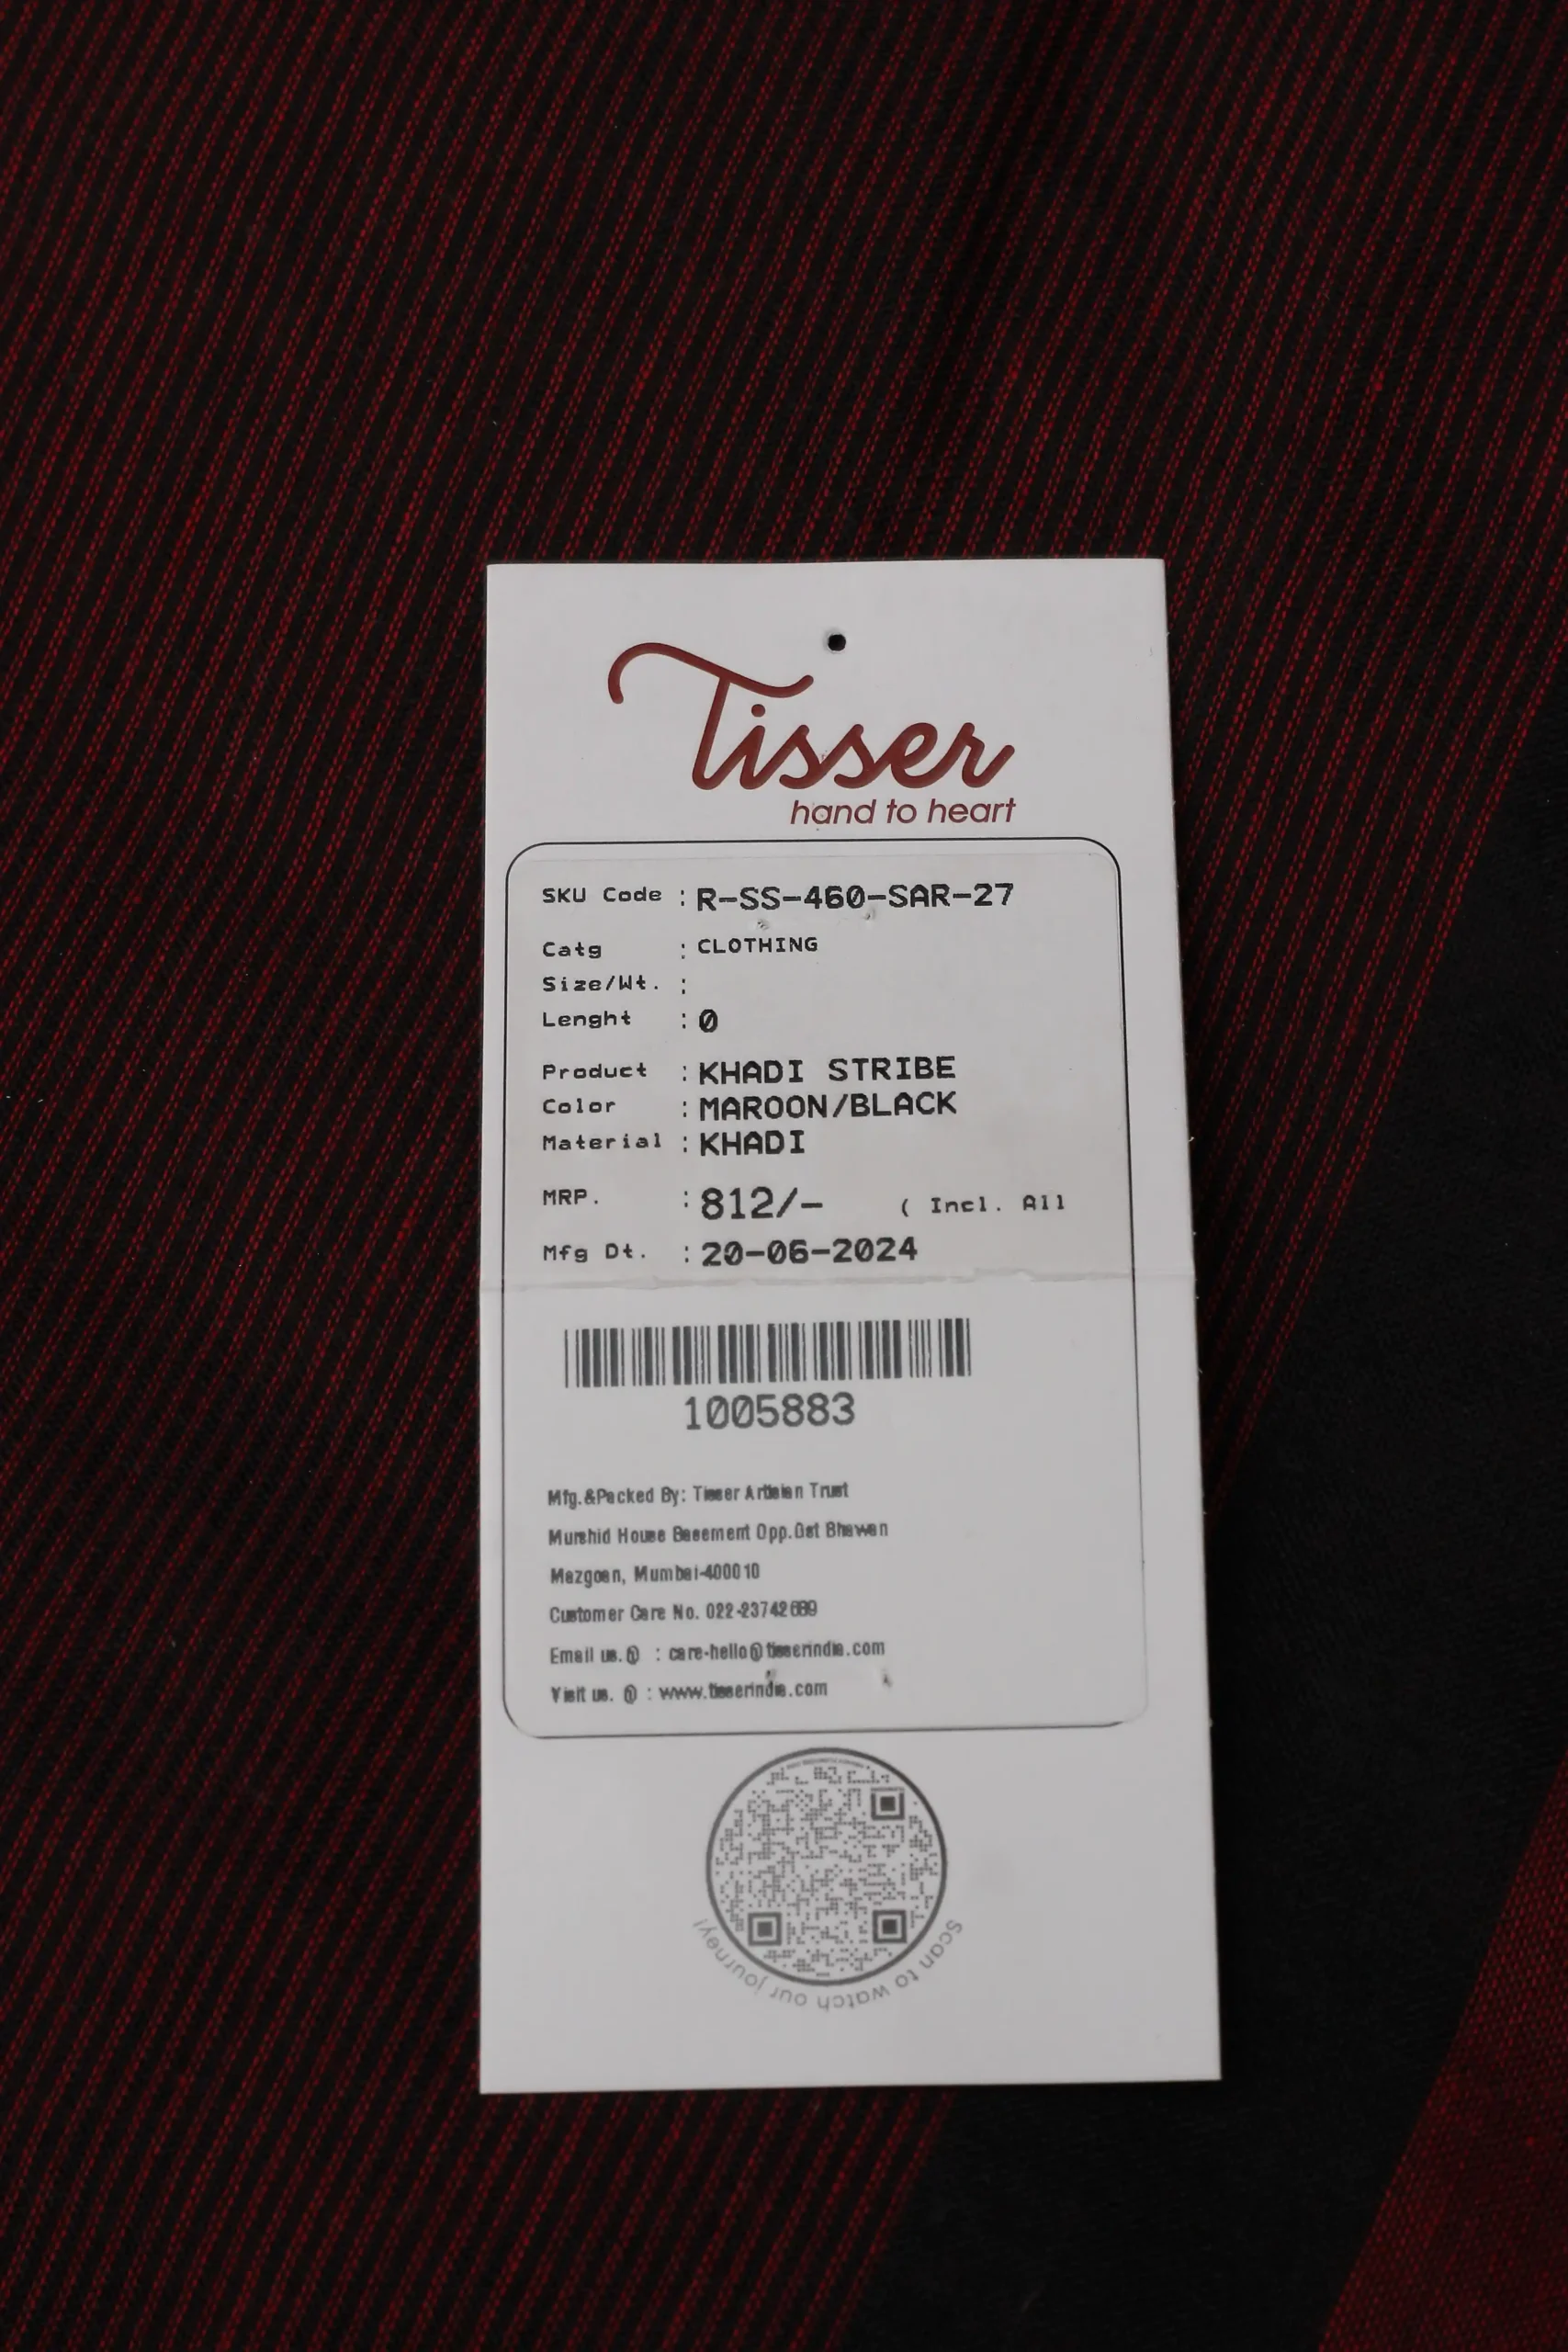 Tisser
hand to heart
SKU Code : R-SS-460-SAR-27
Catg : CLOTHING
Size/Wt. :
Lenght : 0
Product : KHADI STRIBE
Color : MAROON/BLACK
Material : KHADI
MRP. : 812/- ( Incl. All
Mfg Dt. : 20-06-2024
1005883
Mfg.&Packed By: Tisser Artisian Trust
Murshid House Basement Opp.Gst Bhawan
Mazgoan, Mumbai-400010
Customer Care No. 022-23742689
Email us.@ : care-hello@tisserindia.com
Visit us. @ : www.tisserindia.com
Scan to watch our journey!